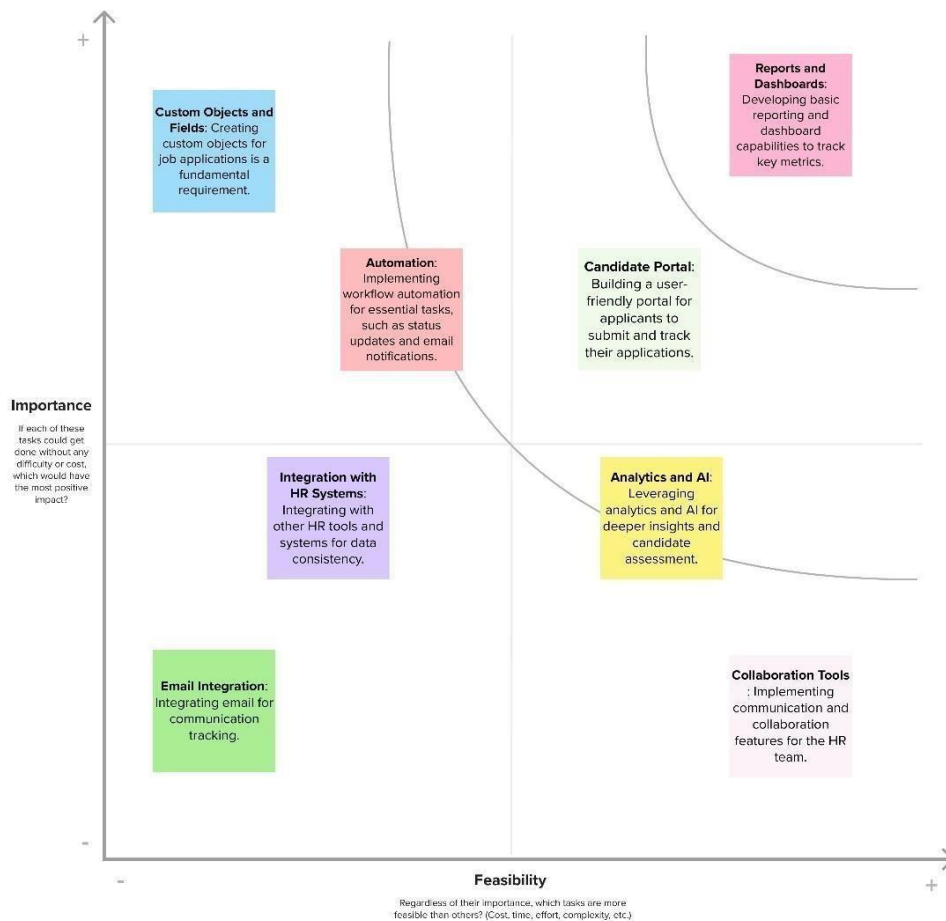 +
Custom Objects and
Fields: Creating
custom objects for
job applications is a
fundamental
requirement.
Reports and
Dashboards:
Developing basic
reporting and
dashboard
capabilities to track
key metrics.
Automation:
Implementing
workflow automation
for essential tasks,
such as status
updates and email
notifications.
Candidate Portal:
Building a user-
friendly portal for
applicants to
submit and track
their applications.
Importance
If each of these
tasks could get
done without any
difficulty or cost,
which would have
the most positive
impact?
Integration with
HR Systems:
Integrating with
other HR tools and
systems for data
consistency.
Analytics and AI:
Leveraging
analytics and AI for
deeper insights and
candidate
assessment.
Email Integration:
Integrating email for
communication
tracking.
Collaboration Tools
: Implementing
communication and
collaboration
features for the HR
team.
-
-
+
Feasibility
Regardless of their importance, which tasks are more
feasible than others? (Cost, time, effort, complexity, etc.)